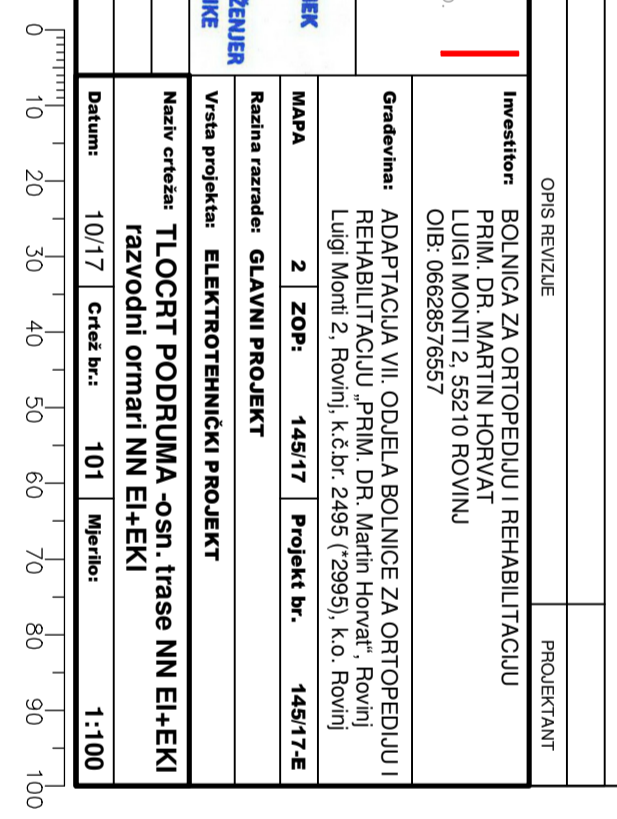 OPIS REVIZIJE PROJEKTANT
Investitor: BOLNICA ZA ORTOPEDIJU I REHABILITACIJU
PRIM. DR. MARTIN HORVAT
LUIGI MONTI 2, 55210 ROVINJ
OIB: 06628576557
Građevina: ADAPTACIJA VII. ODJELA BOLNICE ZA ORTOPEDIJU I
REHABILITACIJU „PRIM. DR. Martin Horvat“, Rovinj
Luigi Monti 2, Rovinj, k.č.br. 2495 (*2995), k.o. Rovinj
MAPA 2 ZOP: 145/17 Projekt br. 145/17-E
Razina razrade: GLAVNI PROJEKT
Vrsta projekta: ELEKTROTEHNIČKI PROJEKT
Naziv crteža: TLOCRT PODRUMA -osn. trase NN EI+EKI
razvodni ormari NN EI+EKI
Datum: 10/17 Crtež br.: 101 Mjerilo: 1:100
0 10 20 30 40 50 60 70 80 90 100